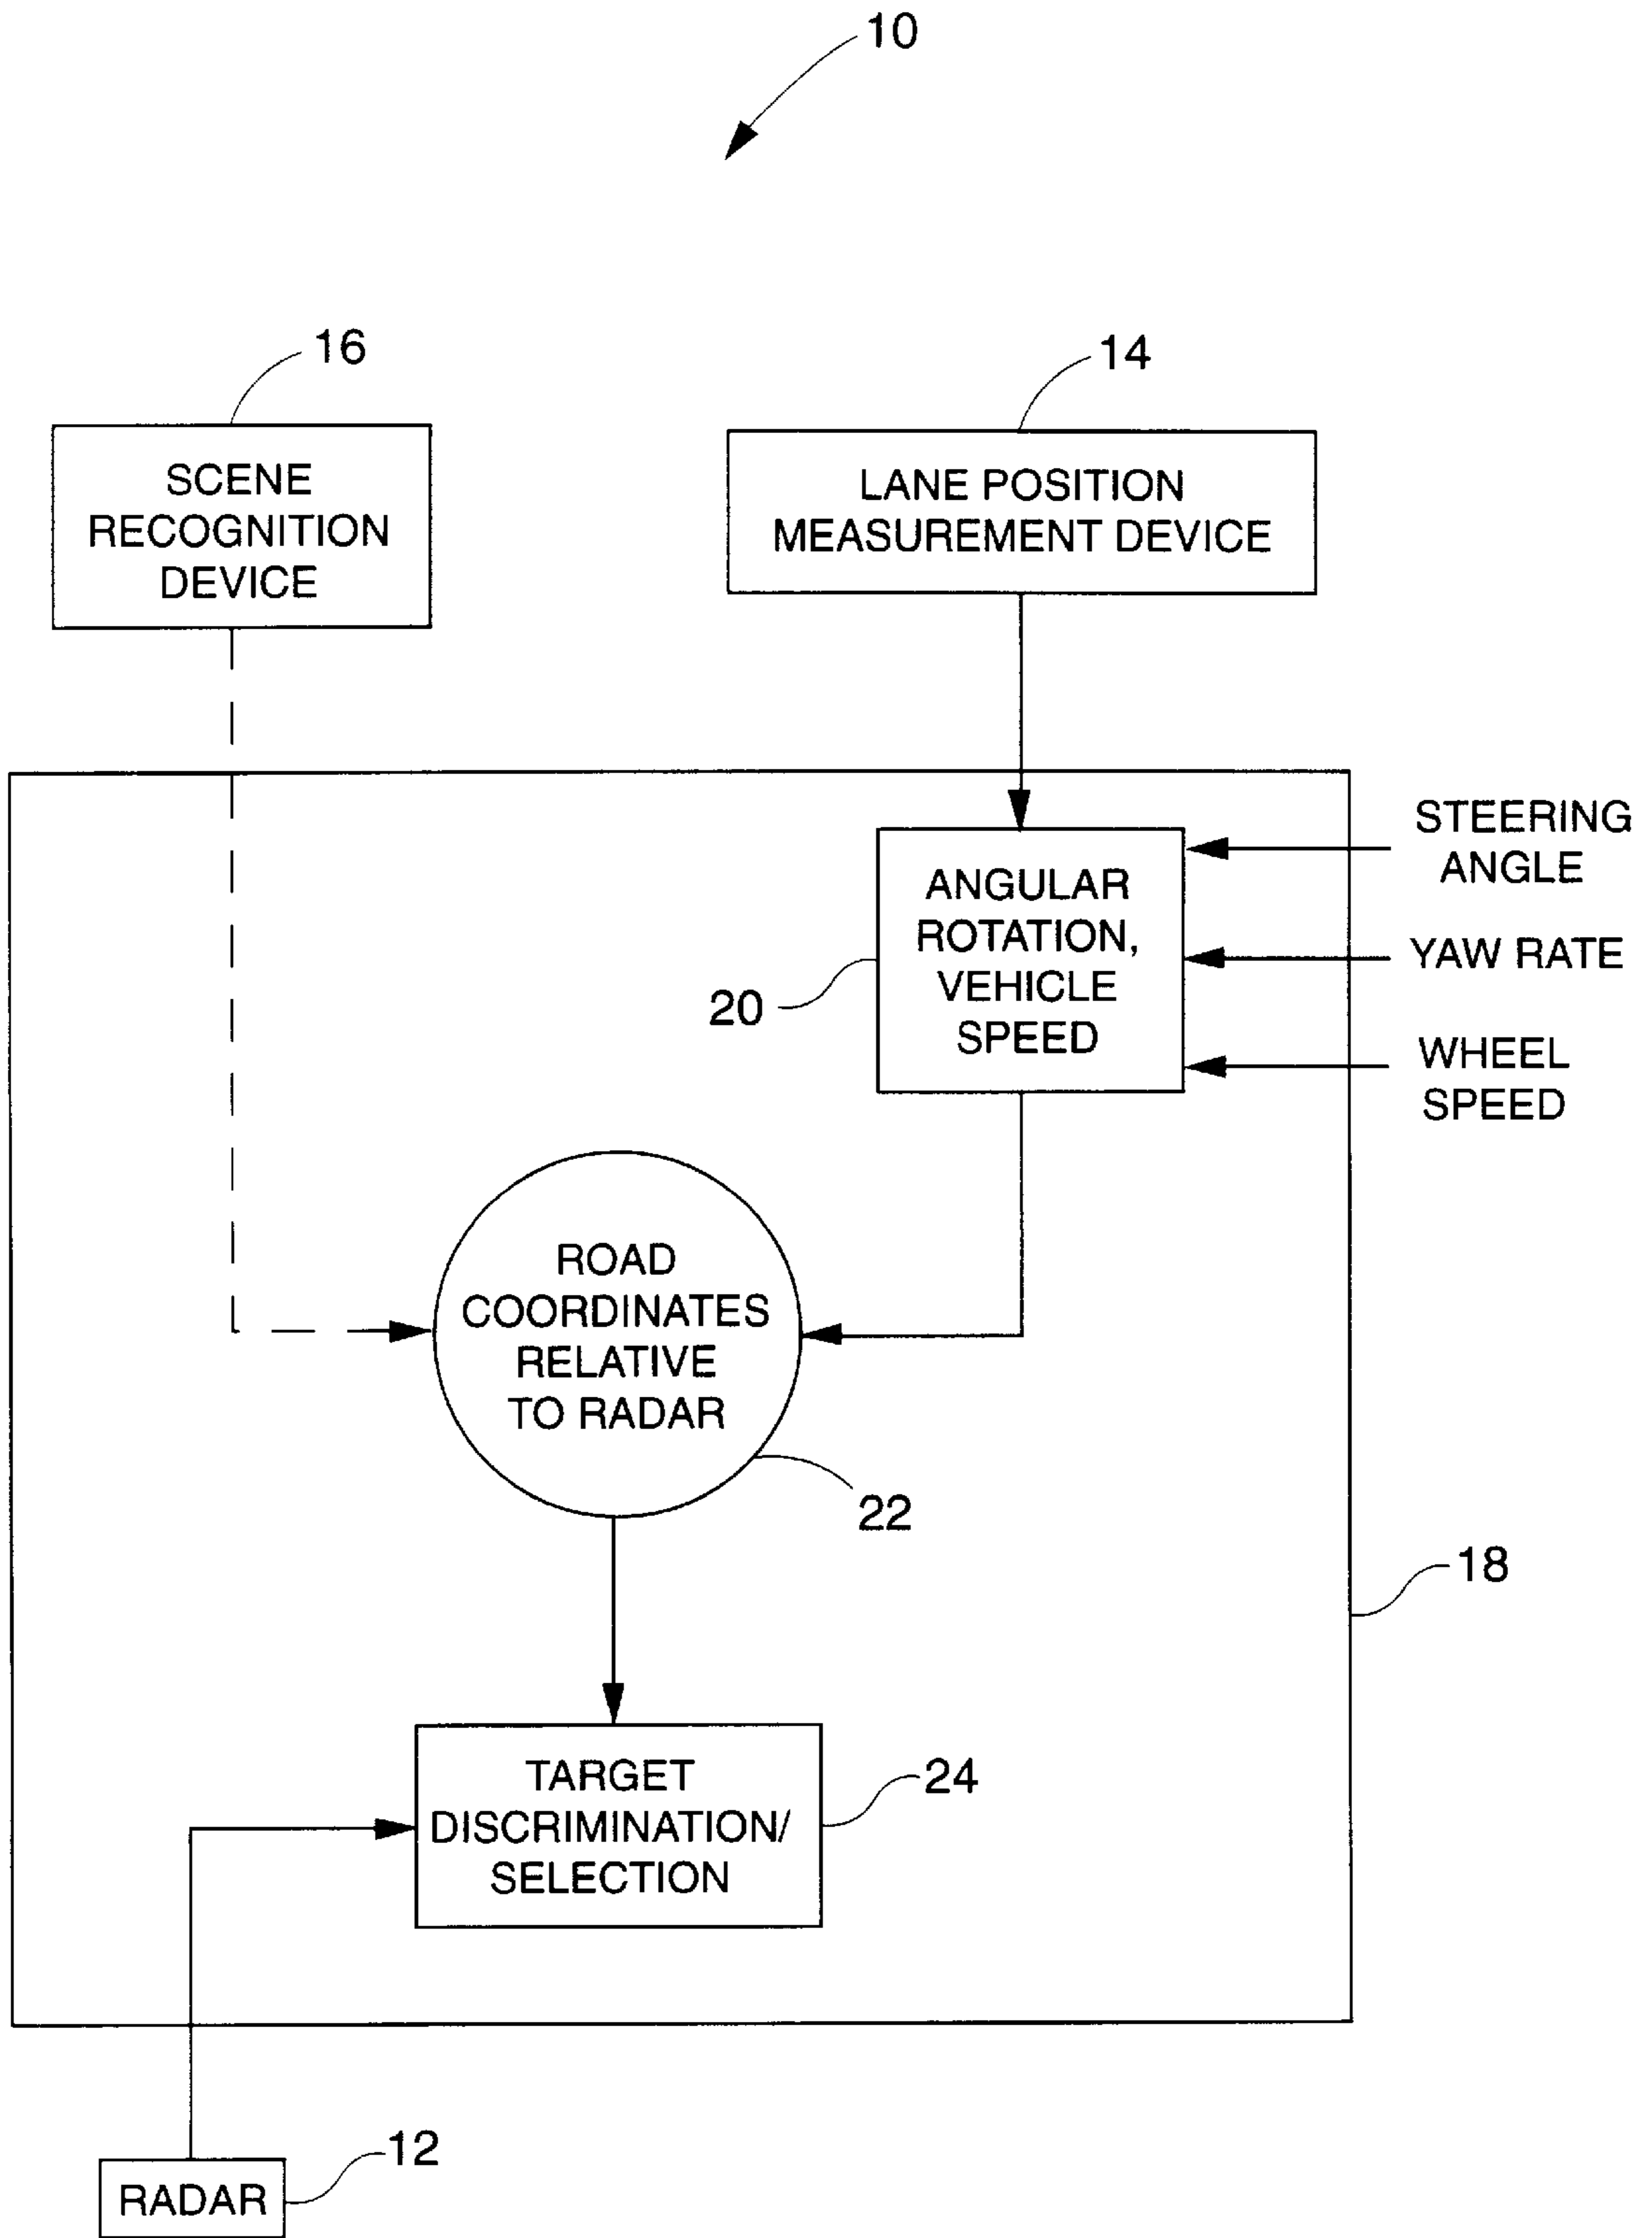 10
16
SCENE
RECOGNITION
DEVICE
14
LANE POSITION
MEASUREMENT DEVICE
ANGULAR
ROTATION,
VEHICLE
SPEED
20
STEERING
ANGLE
YAW RATE
WHEEL
SPEED
ROAD
COORDINATES
RELATIVE
TO RADAR
22
18
TARGET
DISCRIMINATION/
SELECTION
24
RADAR
12